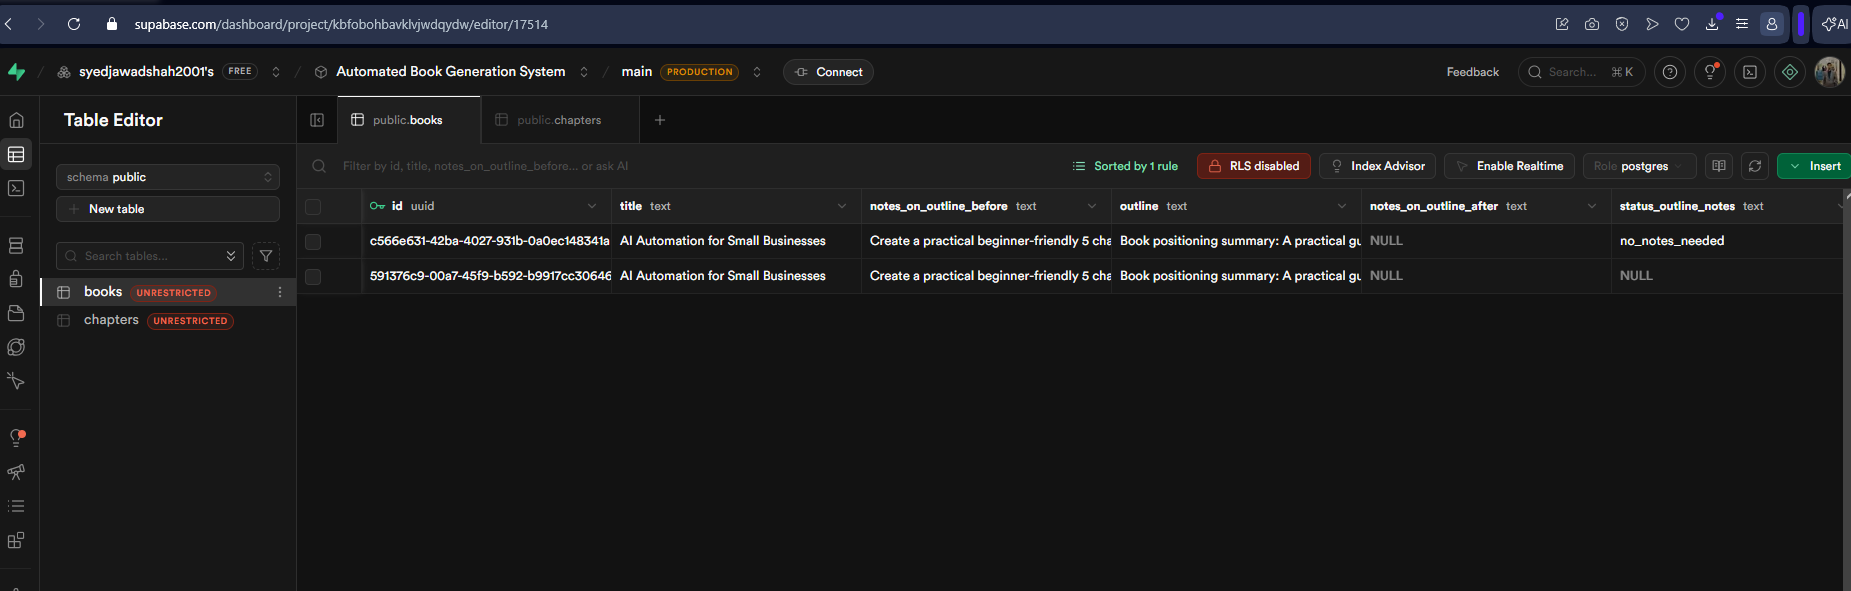 supabase.com/dashboard/project/kbfobohbavklvjwdqydw/editor/17514
AI
syedjawadshah2001's FREE / Automated Book Generation System / main PRODUCTION Connect
Feedback Search... ⌘ K
Table Editor
public.books public.chapters
schema public
New table
Search tables...
books UNRESTRICTED
chapters UNRESTRICTED
Filter by id, title, notes_on_outline_before... or ask AI
Sorted by 1 rule RLS disabled Index Advisor Enable Realtime Role postgres Insert
id uuid title text notes_on_outline_before text outline text notes_on_outline_after text status_outline_notes text
c566e631-42ba-4027-931b-0a0ec148341a AI Automation for Small Businesses Create a practical beginner-friendly 5 cha Book positioning summary: A practical gu NULL no_notes_needed
591376c9-00a7-45f9-b592-b9917cc30646 AI Automation for Small Businesses Create a practical beginner-friendly 5 cha Book positioning summary: A practical gu NULL NULL